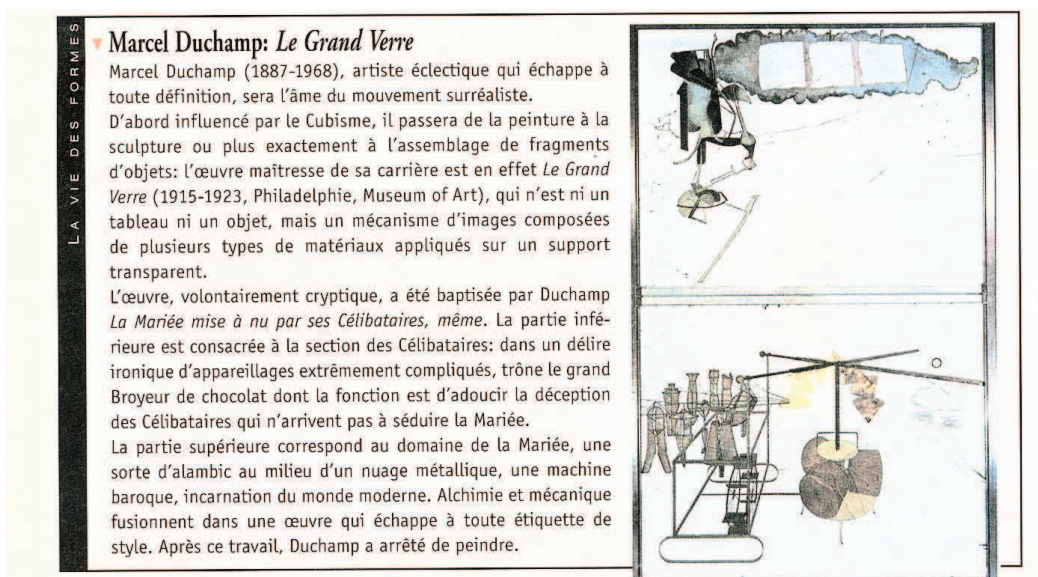 LA VIE DES FORMES
Marcel Duchamp: Le Grand Verre
Marcel Duchamp (1887-1968), artiste éclectique qui échappe à
toute définition, sera l'âme du mouvement surréaliste.
D'abord influencé par le Cubisme, il passera de la peinture à la
sculpture ou plus exactement à l'assemblage de fragments
d'objets: l'œuvre maîtresse de sa carrière est en effet Le Grand
Verre (1915-1923, Philadelphie, Museum of Art), qui n'est ni un
tableau ni un objet, mais un mécanisme d'images composées
de plusieurs types de matériaux appliqués sur un support
transparent.
L'œuvre, volontairement cryptique, a été baptisée par Duchamp
La Mariée mise à nu par ses Célibataires, même. La partie infé-
rieure est consacrée à la section des Célibataires: dans un délire
ironique d'appareillages extrêmement compliqués, trône le grand
Broyeur de chocolat dont la fonction est d'adoucir la déception
des Célibataires qui n'arrivent pas à séduire la Mariée.
La partie supérieure correspond au domaine de la Mariée, une
sorte d'alambic au milieu d'un nuage métallique, une machine
baroque, incarnation du monde moderne. Alchimie et mécanique
fusionnent dans une œuvre qui échappe à toute étiquette de
style. Après ce travail, Duchamp a arrêté de peindre.